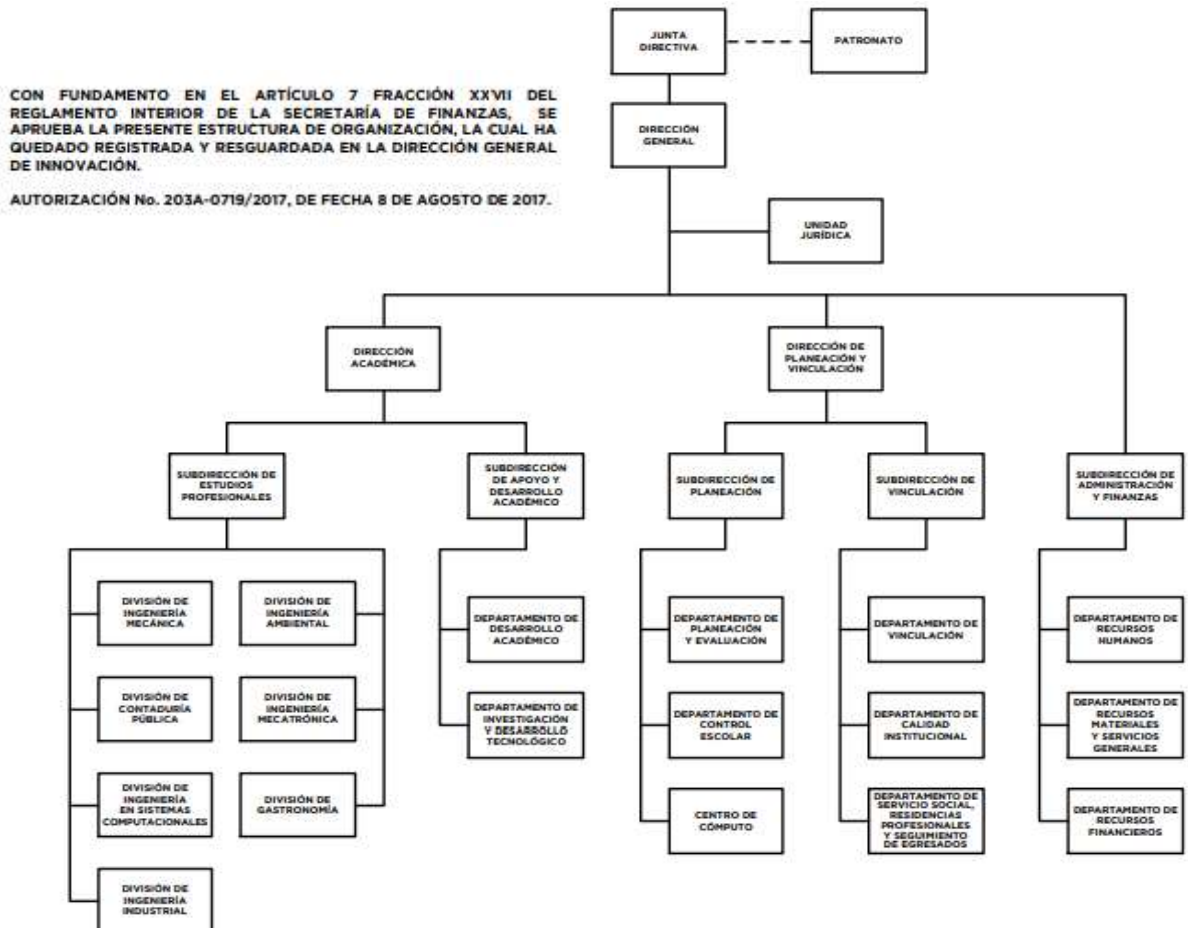 JUNTA
DIRECTIVA
PATRONATO
CON FUNDAMENTO EN EL ARTÍCULO 7 FRACCIÓN XXVII DEL
REGLAMENTO INTERIOR DE LA SECRETARÍA DE FINANZAS, SE
APRUEBA LA PRESENTE ESTRUCTURA DE ORGANIZACIÓN, LA CUAL HA
QUEDADO REGISTRADA Y RESGUARDADA EN LA DIRECCIÓN GENERAL
DE INNOVACIÓN.
AUTORIZACIÓN No. 203A-0719/2017, DE FECHA 8 DE AGOSTO DE 2017.
DIRECCIÓN
GENERAL
UNIDAD
JURÍDICA
DIRECCIÓN
ACADÉMICA
DIRECCIÓN DE
PLANEACIÓN Y
VINCULACIÓN
SUBDIRECCIÓN DE
ESTUDIOS
PROFESIONALES
SUBDIRECCIÓN
DE APOYO Y
DESARROLLO
ACADÉMICO
SUBDIRECCIÓN DE
PLANEACIÓN
SUBDIRECCIÓN DE
VINCULACIÓN
SUBDIRECCIÓN DE
ADMINISTRACIÓN
Y FINANZAS
DIVISIÓN DE
INGENIERÍA
MECÁNICA
DIVISIÓN DE
INGENIERÍA
AMBIENTAL
DEPARTAMENTO DE
DESARROLLO
ACADÉMICO
DEPARTAMENTO DE
PLANEACIÓN
Y EVALUACIÓN
DEPARTAMENTO DE
VINCULACIÓN
DEPARTAMENTO DE
RECURSOS
HUMANOS
DIVISIÓN DE
CONTADURÍA
PÚBLICA
DIVISIÓN DE
INGENIERÍA
MECATRÓNICA
DEPARTAMENTO DE
INVESTIGACIÓN
Y DESARROLLO
TECNOLÓGICO
DEPARTAMENTO DE
CONTROL
ESCOLAR
DEPARTAMENTO DE
CALIDAD
INSTITUCIONAL
DEPARTAMENTO DE
RECURSOS
MATERIALES
Y SERVICIOS
GENERALES
DIVISIÓN DE
INGENIERÍA
EN SISTEMAS
COMPUTACIONALES
DIVISIÓN DE
GASTRONOMÍA
CENTRO DE
CÓMPUTO
DEPARTAMENTO DE
SERVICIO SOCIAL,
RESIDENCIAS
PROFESIONALES
Y SEGUIMIENTO
DE EGRESADOS
DEPARTAMENTO DE
RECURSOS
FINANCIEROS
DIVISIÓN DE
INGENIERÍA
INDUSTRIAL